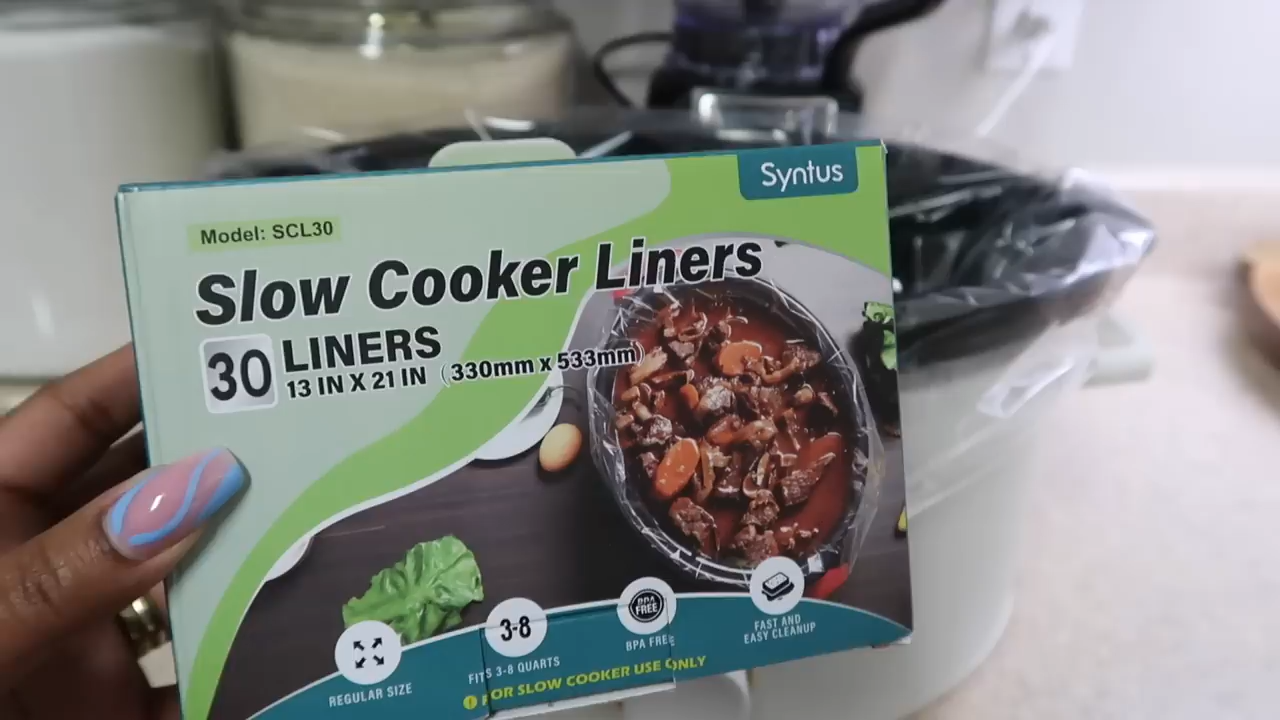 Syntus
Model: SCL30
Slow Cooker Liners
30 LINERS
13 IN X 21 IN (330mm x 533mm)
REGULAR SIZE
3-8
FITS 3-8 QUARTS
BPA FREE
BPA FREE
FAST AND
EASY CLEANUP
! FOR SLOW COOKER USE ONLY